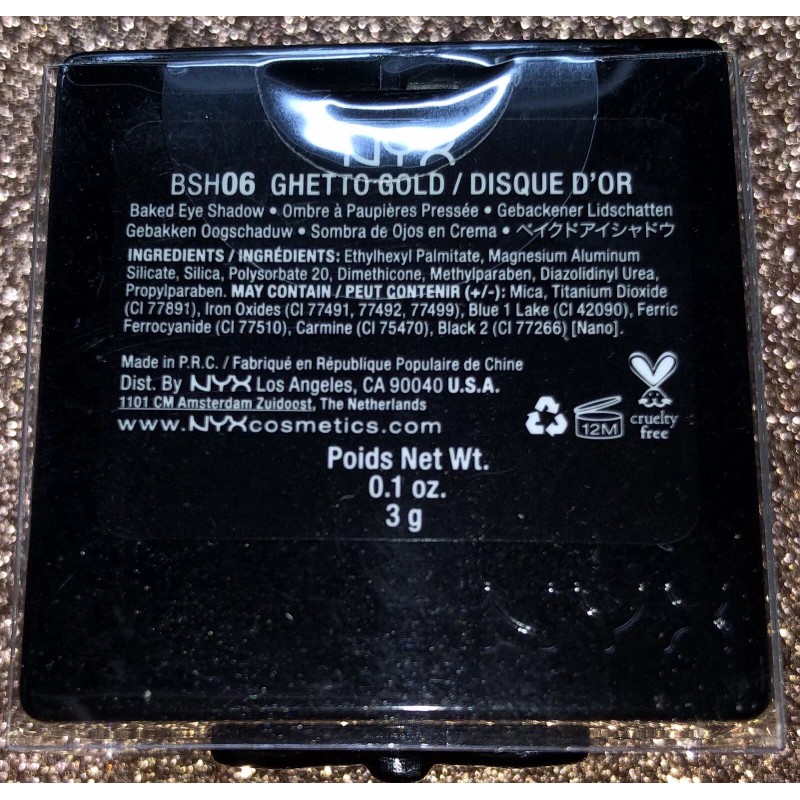 NYX
BSH06 GHETTO GOLD / DISQUE D'OR
Baked Eye Shadow • Ombre à Paupières Pressée • Gebackener Lidschatten
Gebakken Oogschaduw • Sombra de Ojos en Crema • ベイクドアイシャドウ
INGREDIENTS / INGRÉDIENTS: Ethylhexyl Palmitate, Magnesium Aluminum
Silicate, Silica, Polysorbate 20, Dimethicone, Methylparaben, Diazolidinyl Urea,
Propylparaben. MAY CONTAIN / PEUT CONTENIR (+/-): Mica, Titanium Dioxide
(CI 77891), Iron Oxides (CI 77491, 77492, 77499), Blue 1 Lake (CI 42090), Ferric
Ferrocyanide (CI 77510), Carmine (CI 75470), Black 2 (CI 77266) [Nano].
Made in P.R.C. / Fabriqué en République Populaire de Chine
Dist. By NYX Los Angeles, CA 90040 U.S.A.
1101 CM Amsterdam Zuidoost, The Netherlands
www.NYXcosmetics.com
12M
cruelty
free
Poids Net Wt.
0.1 oz.
3 g
NYX